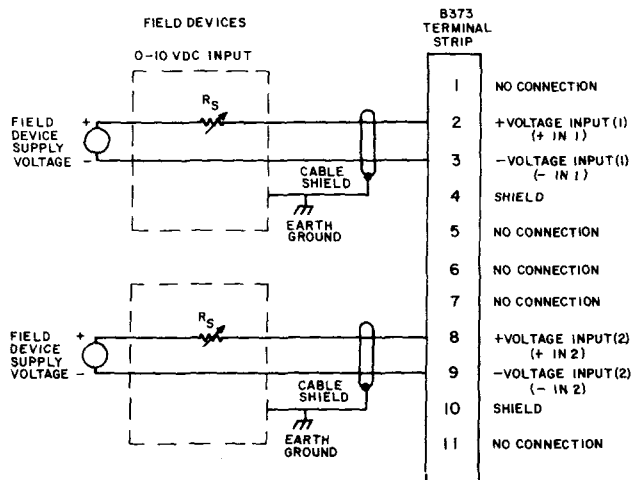 FIELD DEVICES
B373
TERMINAL
STRIP
0-10 VDC INPUT
1 NO CONNECTION
RS
FIELD
DEVICE
SUPPLY
VOLTAGE
+
-
2 +VOLTAGE INPUT(1)
(+ IN 1)
3 -VOLTAGE INPUT(1)
(- IN 1)
CABLE
SHIELD
4 SHIELD
EARTH
GROUND
5 NO CONNECTION
6 NO CONNECTION
7 NO CONNECTION
RS
FIELD
DEVICE
SUPPLY
VOLTAGE
+
-
8 +VOLTAGE INPUT(2)
(+ IN 2)
9 -VOLTAGE INPUT(2)
(- IN 2)
CABLE
SHIELD
10 SHIELD
EARTH
GROUND
11 NO CONNECTION